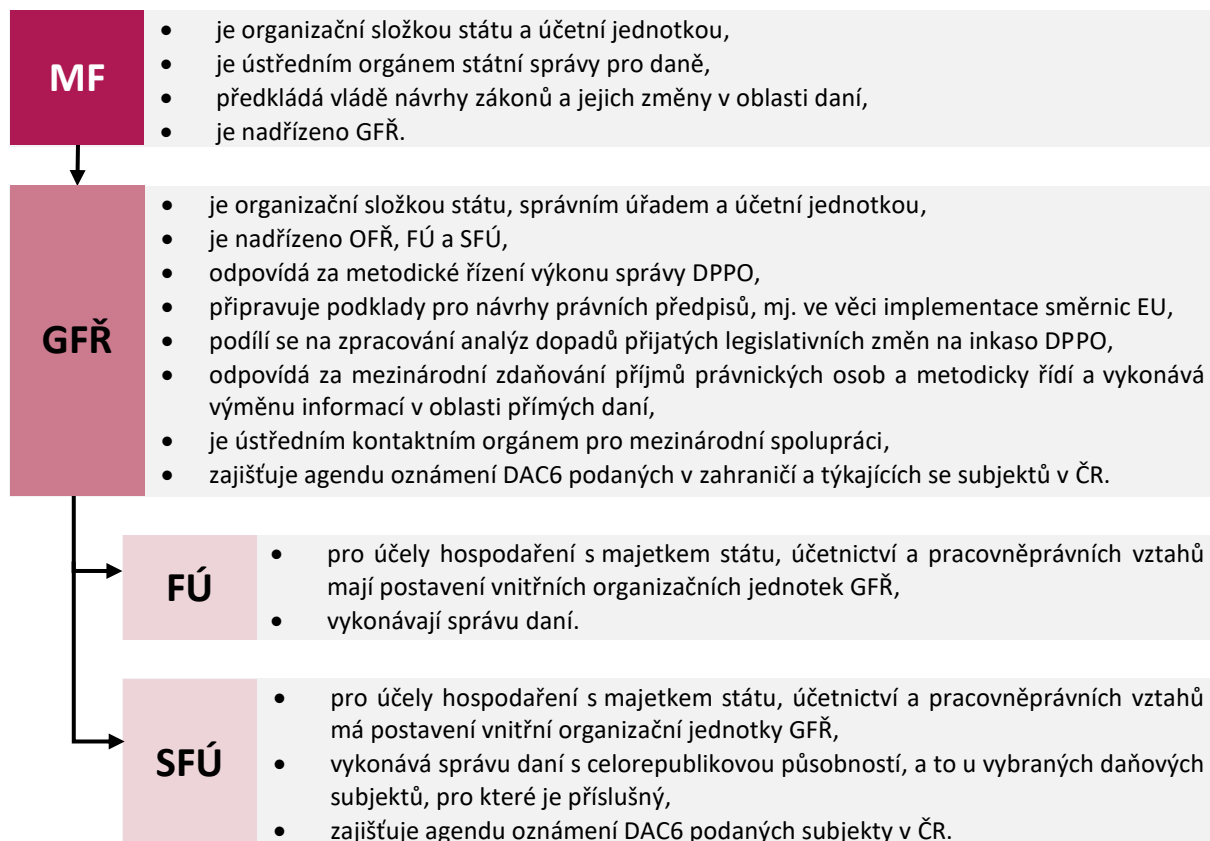 MF
• je organizační složkou státu a účetní jednotkou,
• je ústředním orgánem státní správy pro daně,
• předkládá vládě návrhy zákonů a jejich změny v oblasti daní,
• je nadřízeno GFŘ.
GFŘ
• je organizační složkou státu, správním úřadem a účetní jednotkou,
• je nadřízeno OFŘ, FÚ a SFÚ,
• odpovídá za metodické řízení výkonu správy DPPO,
• připravuje podklady pro návrhy právních předpisů, mj. ve věci implementace směrnic EU,
• podílí se na zpracování analýz dopadů přijatých legislativních změn na inkaso DPPO,
• odpovídá za mezinárodní zdaňování příjmů právnických osob a metodicky řídí a vykonává
výměnu informací v oblasti přímých daní,
• je ústředním kontaktním orgánem pro mezinárodní spolupráci,
• zajišťuje agendu oznámení DAC6 podaných v zahraničí a týkajících se subjektů v ČR.
FÚ
• pro účely hospodaření s majetkem státu, účetnictví a pracovněprávních vztahů
mají postavení vnitřních organizačních jednotek GFŘ,
• vykonávají správu daní.
SFÚ
• pro účely hospodaření s majetkem státu, účetnictví a pracovněprávních vztahů
má postavení vnitřní organizační jednotky GFŘ,
• vykonává správu daní s celorepublikovou působností, a to u vybraných daňových
subjektů, pro které je příslušný,
• zajišťuje agendu oznámení DAC6 podaných subjekty v ČR.